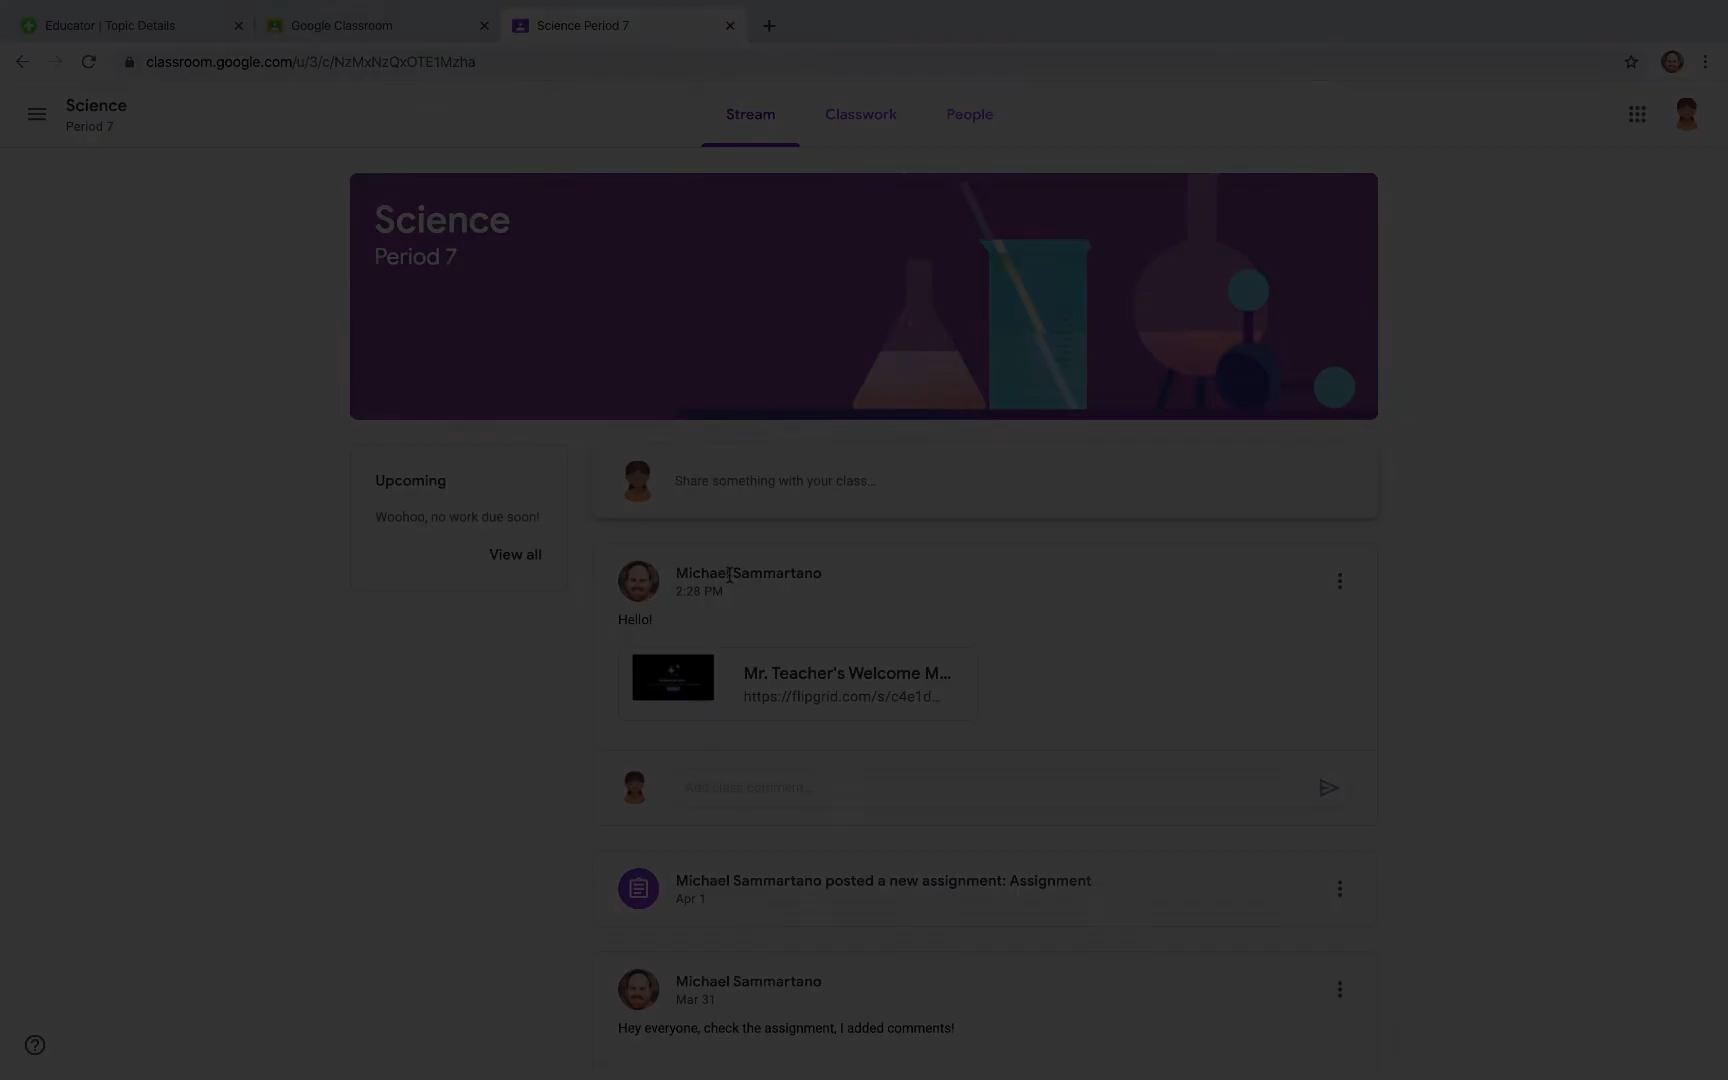 Educator | Topic Details
Google Classroom
Science Period 7
classroom.google.com/u/3/c/NzMxNzQxOTE1Mzha
Science
Period 7
Stream
Classwork
People
Science
Period 7
Upcoming
Woohoo, no work due soon!
View all
Share something with your class...
Michael Sammartano
2:28 PM
Hello!
Mr. Teacher's Welcome M...
https://flipgrid.com/s/c4e1d...
Add class comment...
Michael Sammartano posted a new assignment: Assignment
Apr 1
Michael Sammartano
Mar 31
Hey everyone, check the assignment, I added comments!